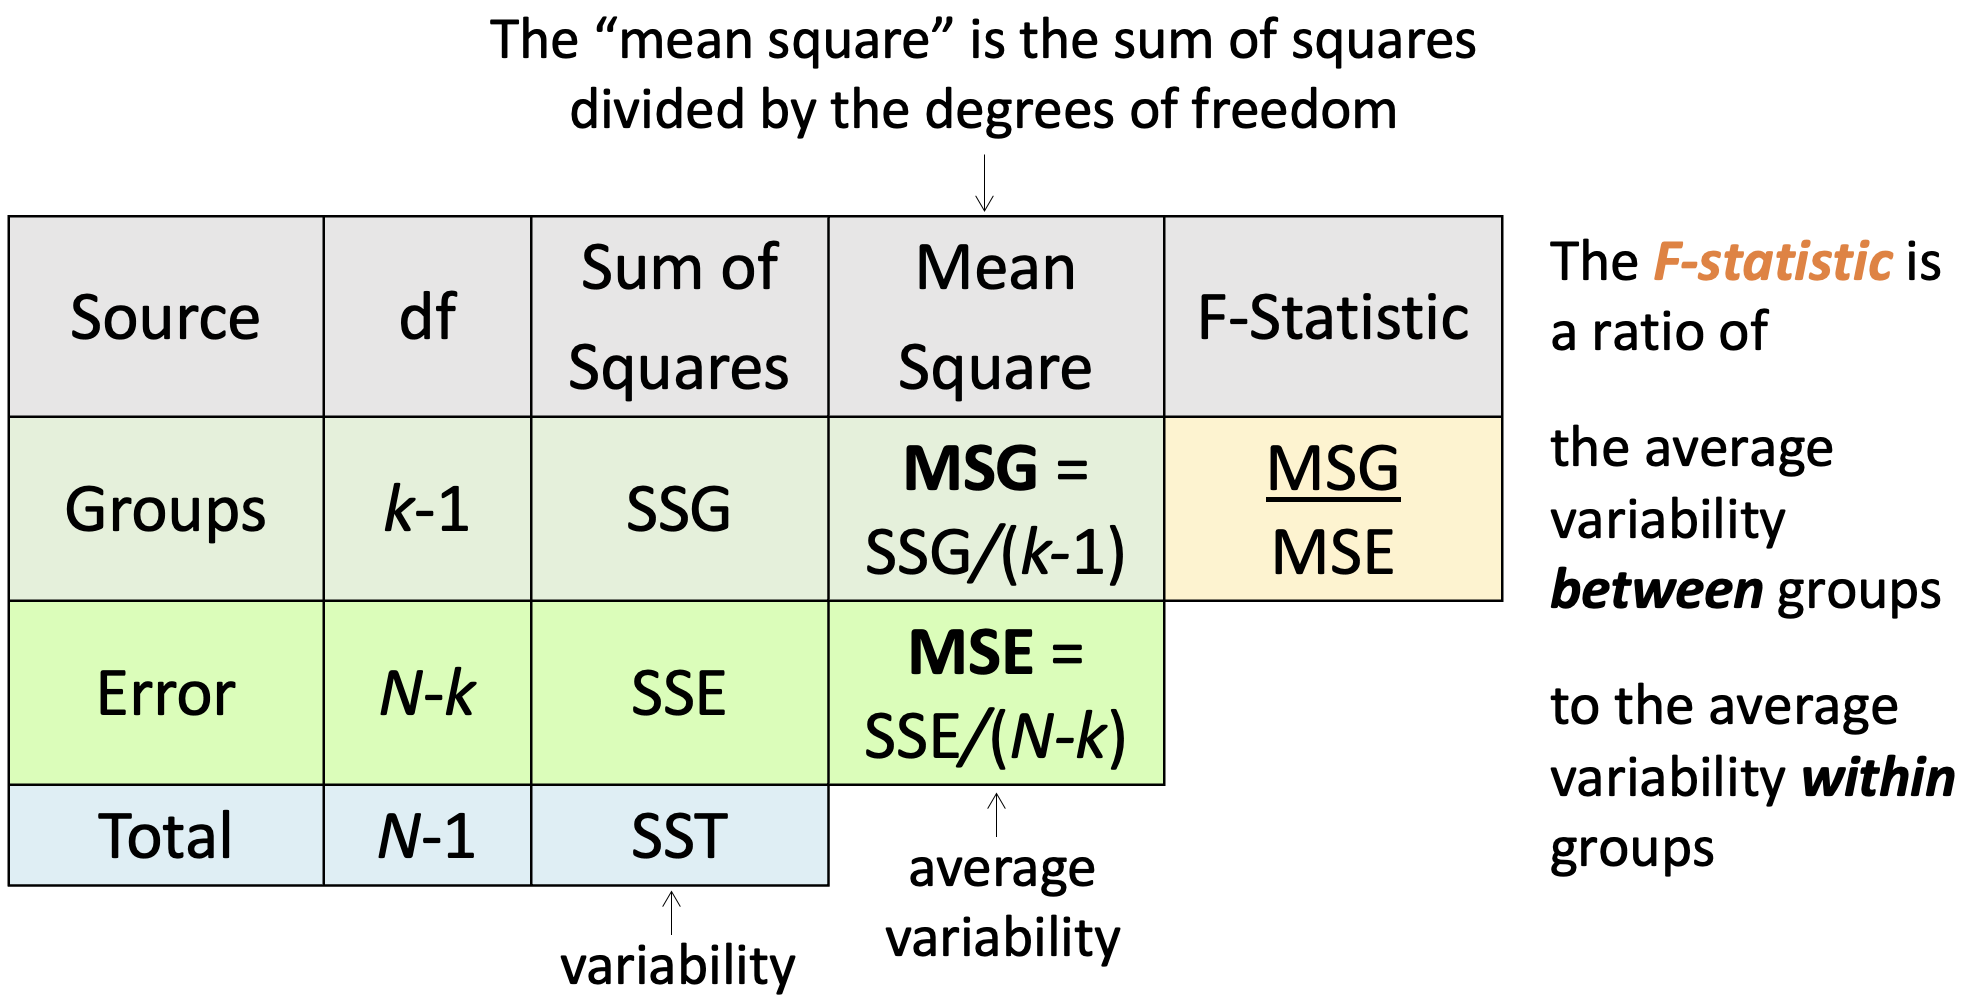 The “mean square” is the sum of squares
divided by the degrees of freedom
Source
df
Sum of
Squares
Mean
Square
F-Statistic
Groups
k-1
SSG
MSG =
SSG/(k-1)
MSG
MSE
Error
N-k
SSE
MSE =
SSE/(N-k)
Total
N-1
SST
variability
average
variability
The F-statistic is
a ratio of
the average
variability
between groups
to the average
variability within
groups